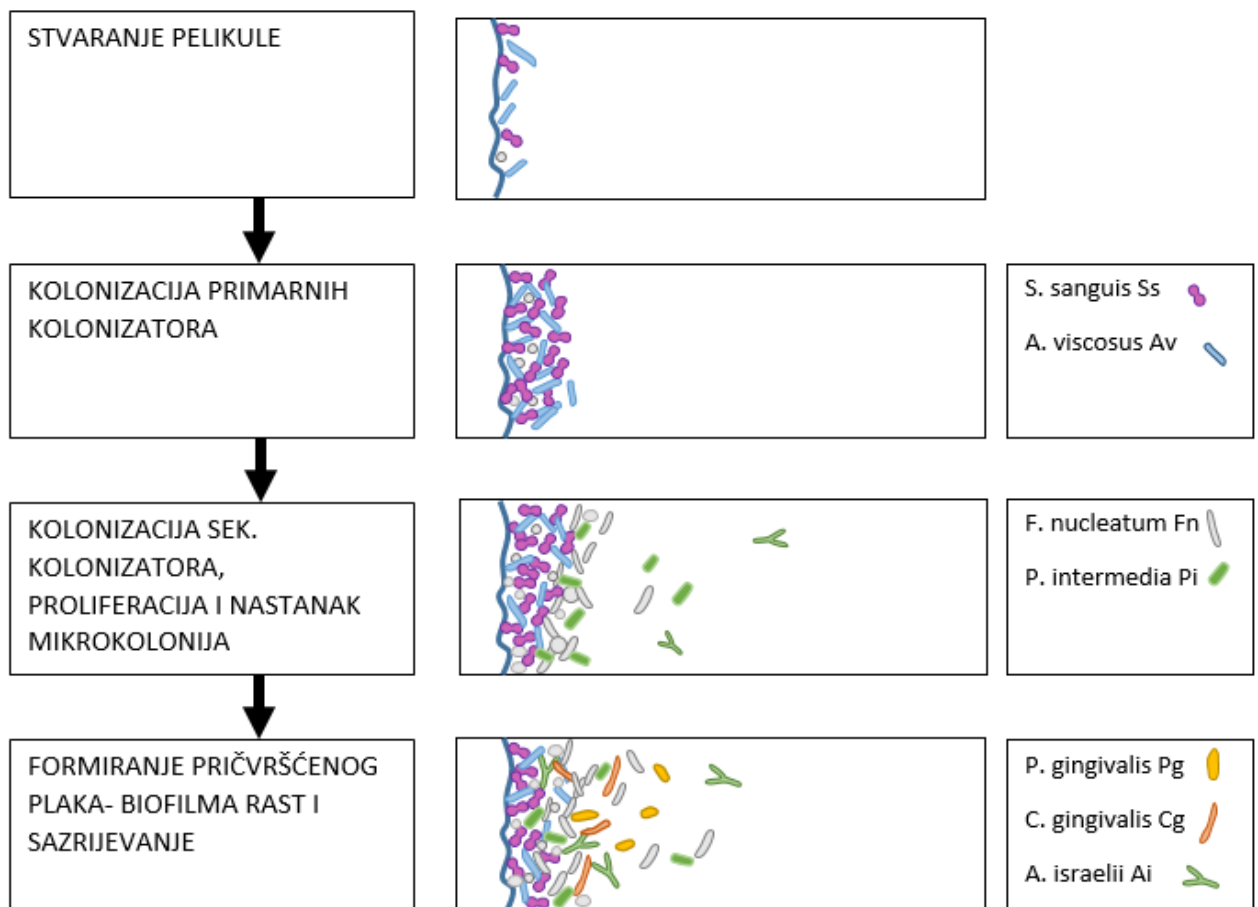 STVARANJE PELIKULE
KOLONIZACIJA PRIMARNIH
KOLONIZATORA
S. sanguis Ss
A. viscosus Av
KOLONIZACIJA SEK.
KOLONIZATORA,
PROLIFERACIJA I NASTANAK
MIKROKOLONIJA
F. nucleatum Fn
P. intermedia Pi
FORMIRANJE PRIČVRŠĆENOG
PLAKA- BIOFILMA RAST I
SAZRIJEVANJE
P. gingivalis Pg
C. gingivalis Cg
A. israelii Ai